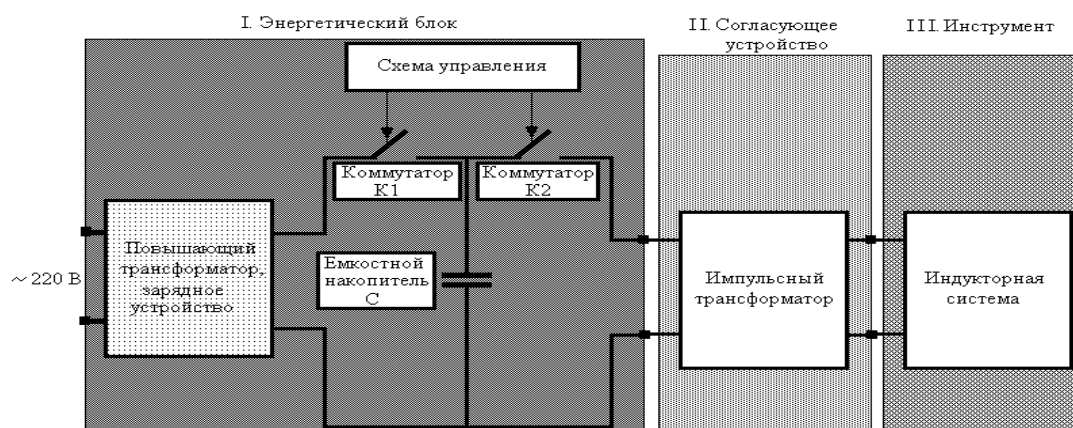 I. Энергетический блок
II. Согласующее
устройство
III. Инструмент
Схема управления
Коммутатор
К1
Коммутатор
К2
~ 220 В
Повышающий
трансформатор,
зарядное
устройство
Емкостной
накопитель
С
Импульсный
трансформатор
Индукторная
система